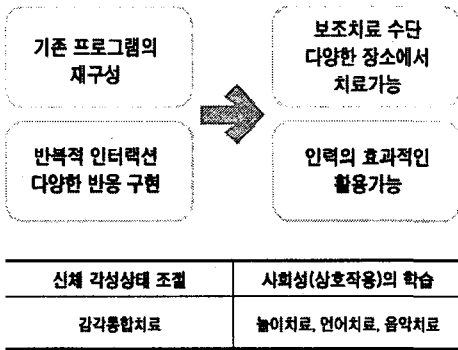 기존 프로그램의
재구성
보조치료 수단
다양한 장소에서
치료가능
반복적 인터랙션
다양한 반응 구현
인력의 효과적인
활용가능
신체 각성상태 조절
사회성(상호작용)의 학습
감각통합치료
놀이치료, 언어치료, 음악치료